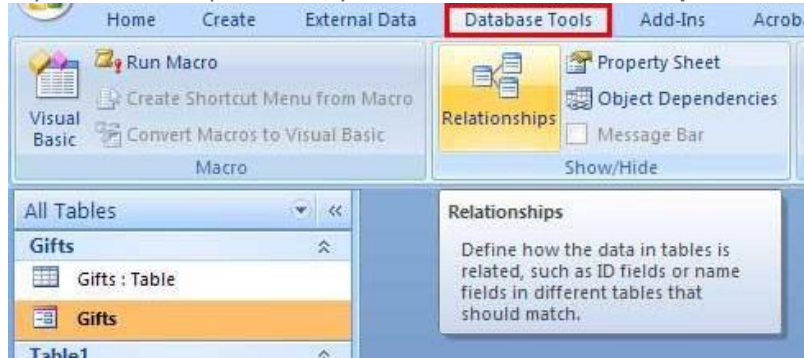 Home Create External Data Database Tools Add-Ins Acrob
Run Macro
Create Shortcut Menu from Macro
Convert Macros to Visual Basic
Visual
Basic
Macro
Relationships
Property Sheet
Object Dependencies
Message Bar
Show/Hide
All Tables
Gifts
Gifts : Table
Gifts
Table1
Relationships
Define how the data in tables is
related, such as ID fields or name
fields in different tables that
should match.